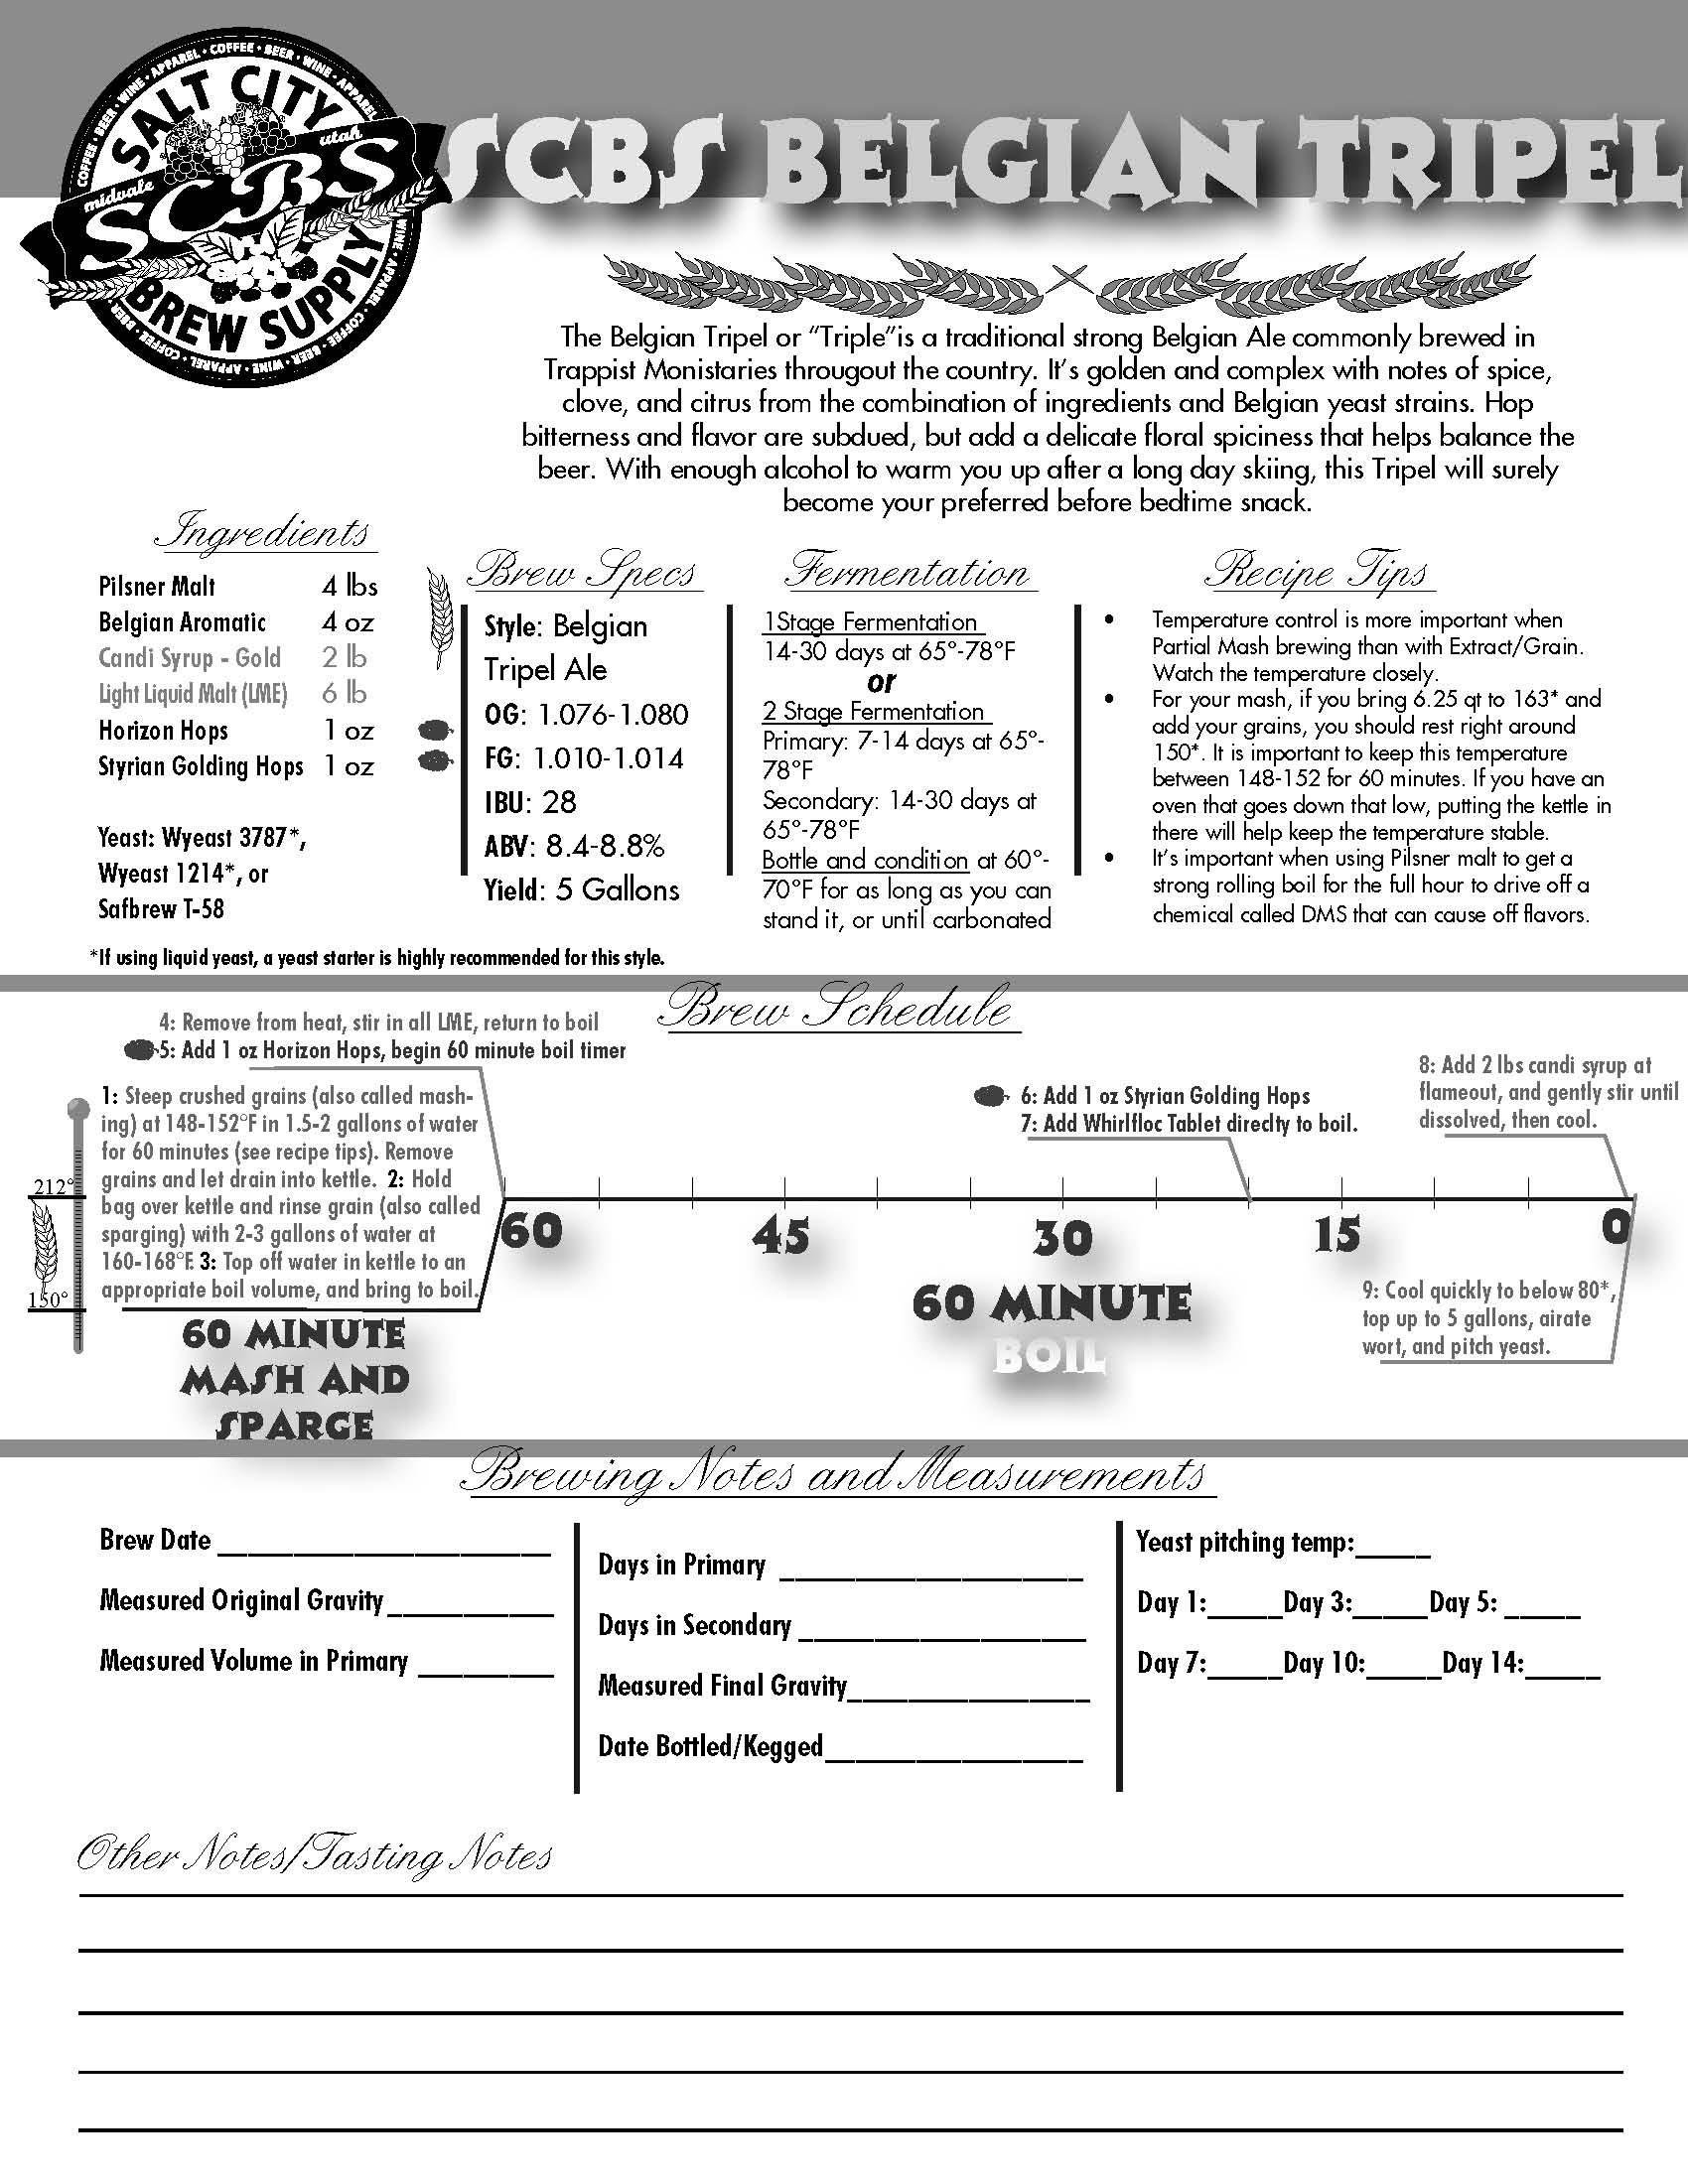 COFFEE • BEER • WINE • APPAREL • COFFEE • BEER • WINE • APPAREL
SALT CITY
midvale
utah
SCBS
BREW SUPPLY
WINE • APPAREL • COFFEE • BEER • WINE • APPAREL • COFFEE • BEER
SCBS BELGIAN TRIPEL
The Belgian Tripel or “Triple”is a traditional strong Belgian Ale commonly brewed in
Trappist Monistaries througout the country. It’s golden and complex with notes of spice,
clove, and citrus from the combination of ingredients and Belgian yeast strains. Hop
bitterness and flavor are subdued, but add a delicate floral spiciness that helps balance the
beer. With enough alcohol to warm you up after a long day skiing, this Tripel will surely
become your preferred before bedtime snack.
Ingredients
Pilsner Malt 4 lbs
Belgian Aromatic 4 oz
Candi Syrup - Gold 2 lb
Light Liquid Malt (LME) 6 lb
Horizon Hops 1 oz
Styrian Golding Hops 1 oz
Yeast: Wyeast 3787*,
Wyeast 1214*, or
Safbrew T-58
*If using liquid yeast, a yeast starter is highly recommended for this style.
Brew Specs
Style: Belgian
Tripel Ale
OG: 1.076-1.080
FG: 1.010-1.014
IBU: 28
ABV: 8.4-8.8%
Yield: 5 Gallons
Fermentation
1Stage Fermentation
14-30 days at 65°-78°F
or
2 Stage Fermentation
Primary: 7-14 days at 65°-
78°F
Secondary: 14-30 days at
65°-78°F
Bottle and condition at 60°-
70°F for as long as you can
stand it, or until carbonated
Recipe Tips
• Temperature control is more important when
Partial Mash brewing than with Extract/Grain.
Watch the temperature closely.
• For your mash, if you bring 6.25 qt to 163* and
add your grains, you should rest right around
150*. It is important to keep this temperature
between 148-152 for 60 minutes. If you have an
oven that goes down that low, putting the kettle in
there will help keep the temperature stable.
• It’s important when using Pilsner malt to get a
strong rolling boil for the full hour to drive off a
chemical called DMS that can cause off flavors.
Brew Schedule
4: Remove from heat, stir in all LME, return to boil
5: Add 1 oz Horizon Hops, begin 60 minute boil timer
1: Steep crushed grains (also called mash-
ing) at 148-152°F in 1.5-2 gallons of water
for 60 minutes (see recipe tips). Remove
grains and let drain into kettle. 2: Hold
bag over kettle and rinse grain (also called
sparging) with 2-3 gallons of water at
160-168°F. 3: Top off water in kettle to an
appropriate boil volume, and bring to boil.
212°
150°
60 MINUTE
MASH AND
SPARGE
6: Add 1 oz Styrian Golding Hops
7: Add Whirlfloc Tablet direclty to boil.
8: Add 2 lbs candi syrup at
flameout, and gently stir until
dissolved, then cool.
60 45 30 15 0
60 MINUTE
BOIL
9: Cool quickly to below 80*,
top up to 5 gallons, airate
wort, and pitch yeast.
Brewing Notes and Measurements
Brew Date ______________________
Measured Original Gravity___________
Measured Volume in Primary _________
Days in Primary ____________________
Days in Secondary ___________________
Measured Final Gravity________________
Date Bottled/Kegged_________________
Yeast pitching temp:_____
Day 1:_____Day 3:_____Day 5: _____
Day 7:_____Day 10:_____Day 14:_____
Other Notes/Tasting Notes